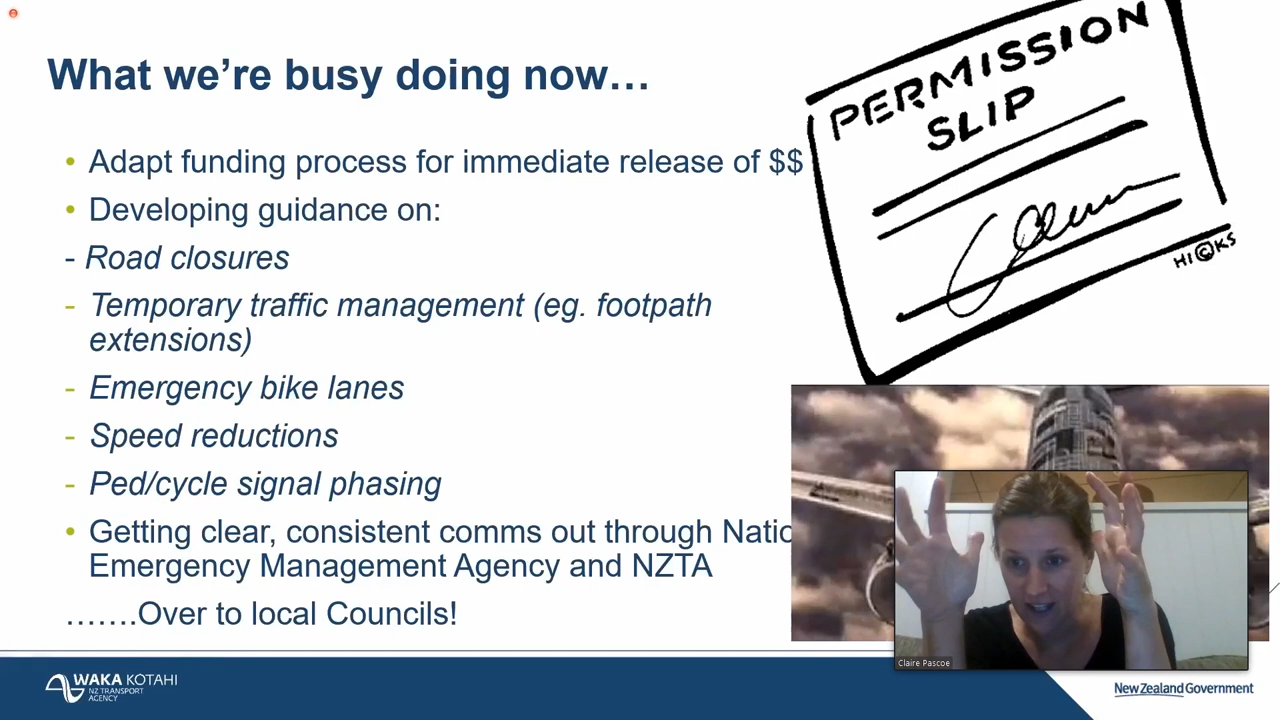 What we're busy doing now…
• Adapt funding process for immediate release of $$
• Developing guidance on:
- Road closures
- Temporary traffic management (eg. footpath
extensions)
- Emergency bike lanes
- Speed reductions
- Ped/cycle signal phasing
• Getting clear, consistent comms out through Natio
Emergency Management Agency and NZTA
…….Over to local Councils!
PERMISSION
SLIP
HI©KS
Claire Pascoe
WAKA KOTAHI
NZ TRANSPORT
AGENCY
New Zealand Government